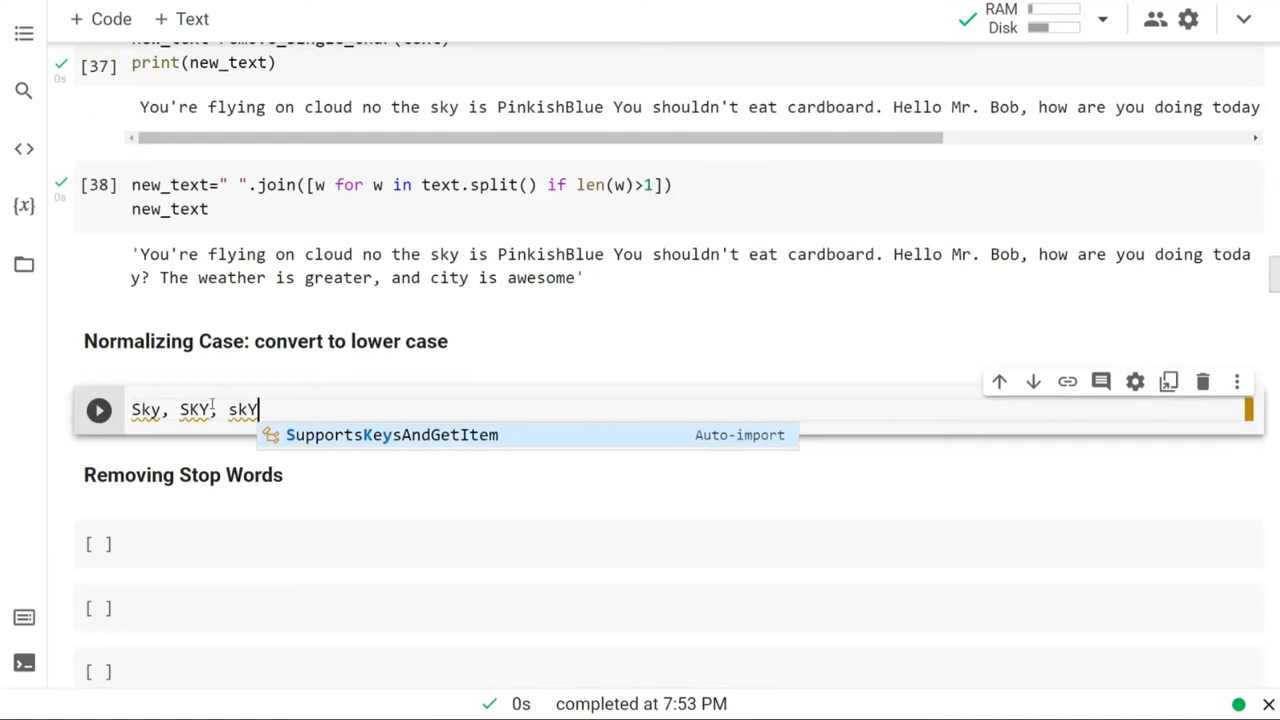 + Code + Text
RAM
Disk
[37] print(new_text)
You're flying on cloud no the sky is PinkishBlue You shouldn't eat cardboard. Hello Mr. Bob, how are you doing today
0s
[38] new_text=" ".join([w for w in text.split() if len(w)>1])
0s
new_text
'You're flying on cloud no the sky is PinkishBlue You shouldn't eat cardboard. Hello Mr. Bob, how are you doing toda
y? The weather is greater, and city is awesome'
Normalizing Case: convert to lower case
Sky, SKY, skY
SupportsKeysAndGetItem Auto-import
Removing Stop Words
[ ]
[ ]
[ ]
0s completed at 7:53 PM